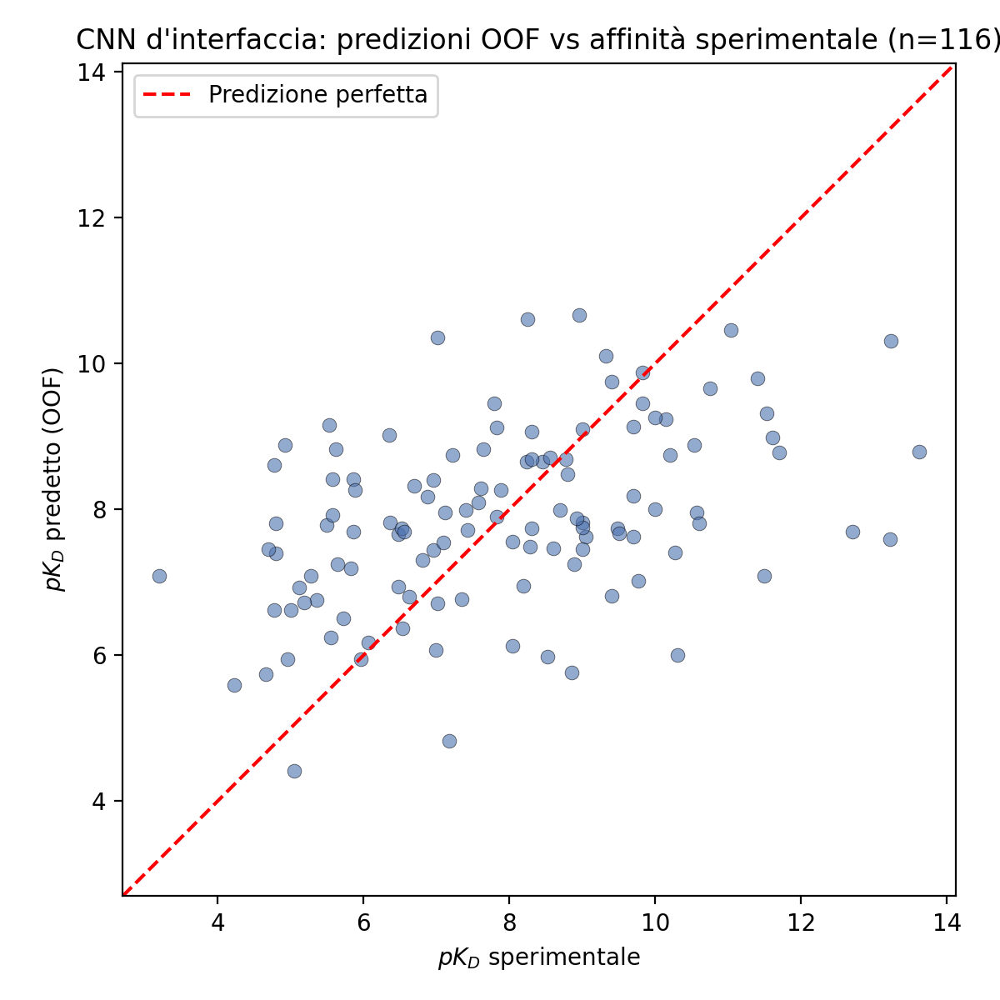 CNN d'interfaccia: predizioni OOF vs affinità sperimentale (n=116)
Predizione perfetta
14
12
10
8
6
4
pK_D predetto (OOF)
4 6 8 10 12 14
pK_D sperimentale